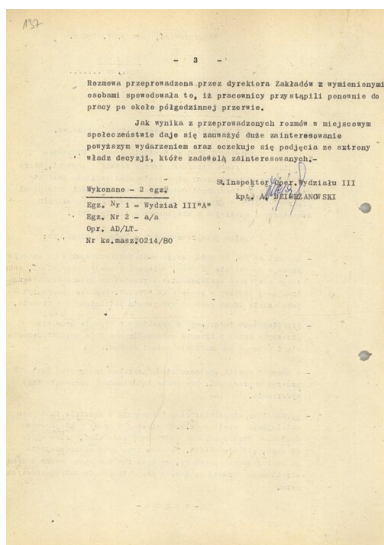 - 3 -
Rozmowa przeprowadzona przez dyrektora Zakładów z wymienionymi
osobami spowodowała to, iż pracownicy przystąpili ponownie do
pracy po około półgodzinnej przerwie.
Jak wynika z przeprowadzonych rozmów w miejscowym
społeczeństwie daje się zauważyć duże zainteresowanie
powyższym wydarzeniem oraz oczekuje się podjęcia ze strony
władz decyzji, które zadowolą zainteresowanych.-
St.Inspektor Oper.Wydziału III
kpt. A.
Wykonano - 2 egz.
Egz. Nr 1 - Wydział III"A"
Egz. Nr 2 - a/a
Opr. AD/LT-
Nr ks.masz.0214/80